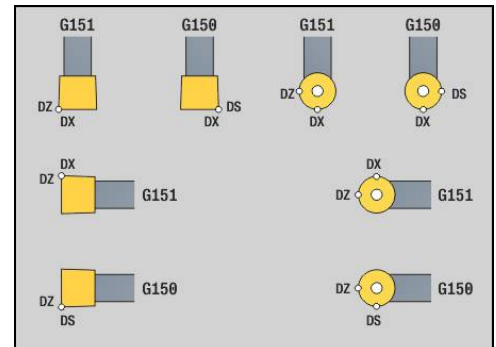 G151 G150 G151 G150
DZ DS DZ DS
DX DX DX DX
DX DX
DZ G151 DZ G151
DZ G150 DZ G150
DS DS